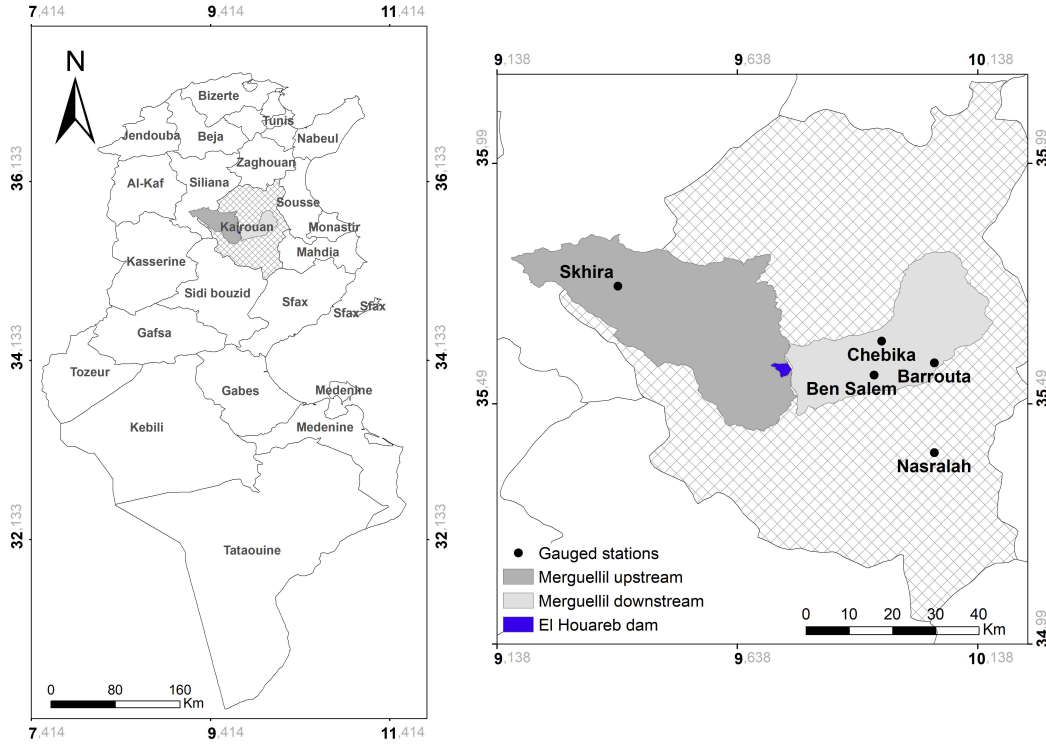 7,414
9,414
11,414
N
Bizerte
Tunis
Jendouba
Beja
Nabeul
Zaghouan
Al-Kaf
Siliana
Sousse
Kairouan
Monastir
Mahdia
Kasserine
Sidi bouzid
Sfax
Sfax
Sfax
Gafsa
Tozeur
Gabes
Medenine
Kebili
Medenine
Tataouine
36,133
34,133
32,133
36,133
34,133
32,133
0 80 160
Km
7,414
9,414
11,414
9,138
9,638
10,138
35,99
35,49
35,99
35,49
34,99
Skhira
Chebika
Barrouta
Ben Salem
Nasralah
Gauged stations
Merguellil upstream
Merguellil downstream
El Houareb dam
0 10 20 30 40
Km
9,138
9,638
10,138